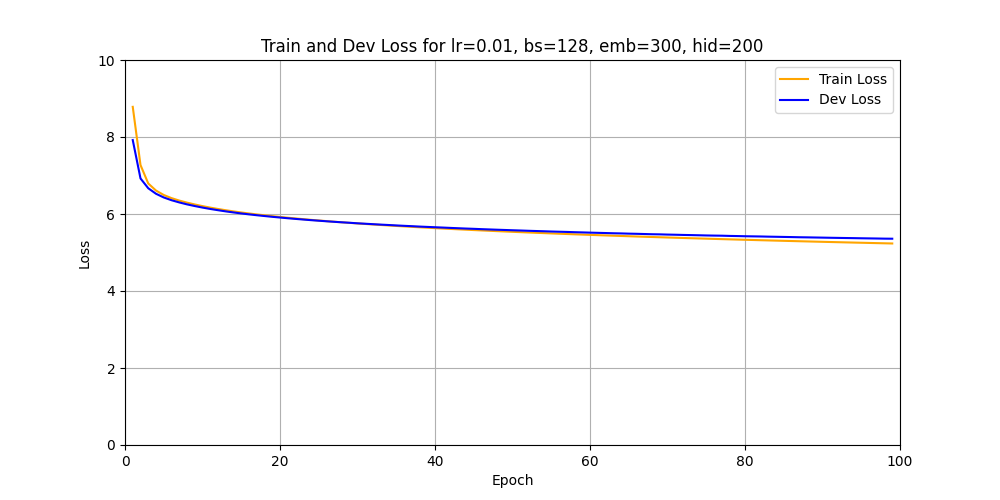 Train and Dev Loss for lr=0.01, bs=128, emb=300, hid=200
Train Loss
Dev Loss
Loss
10
8
6
4
2
0
0 20 40 60 80 100
Epoch